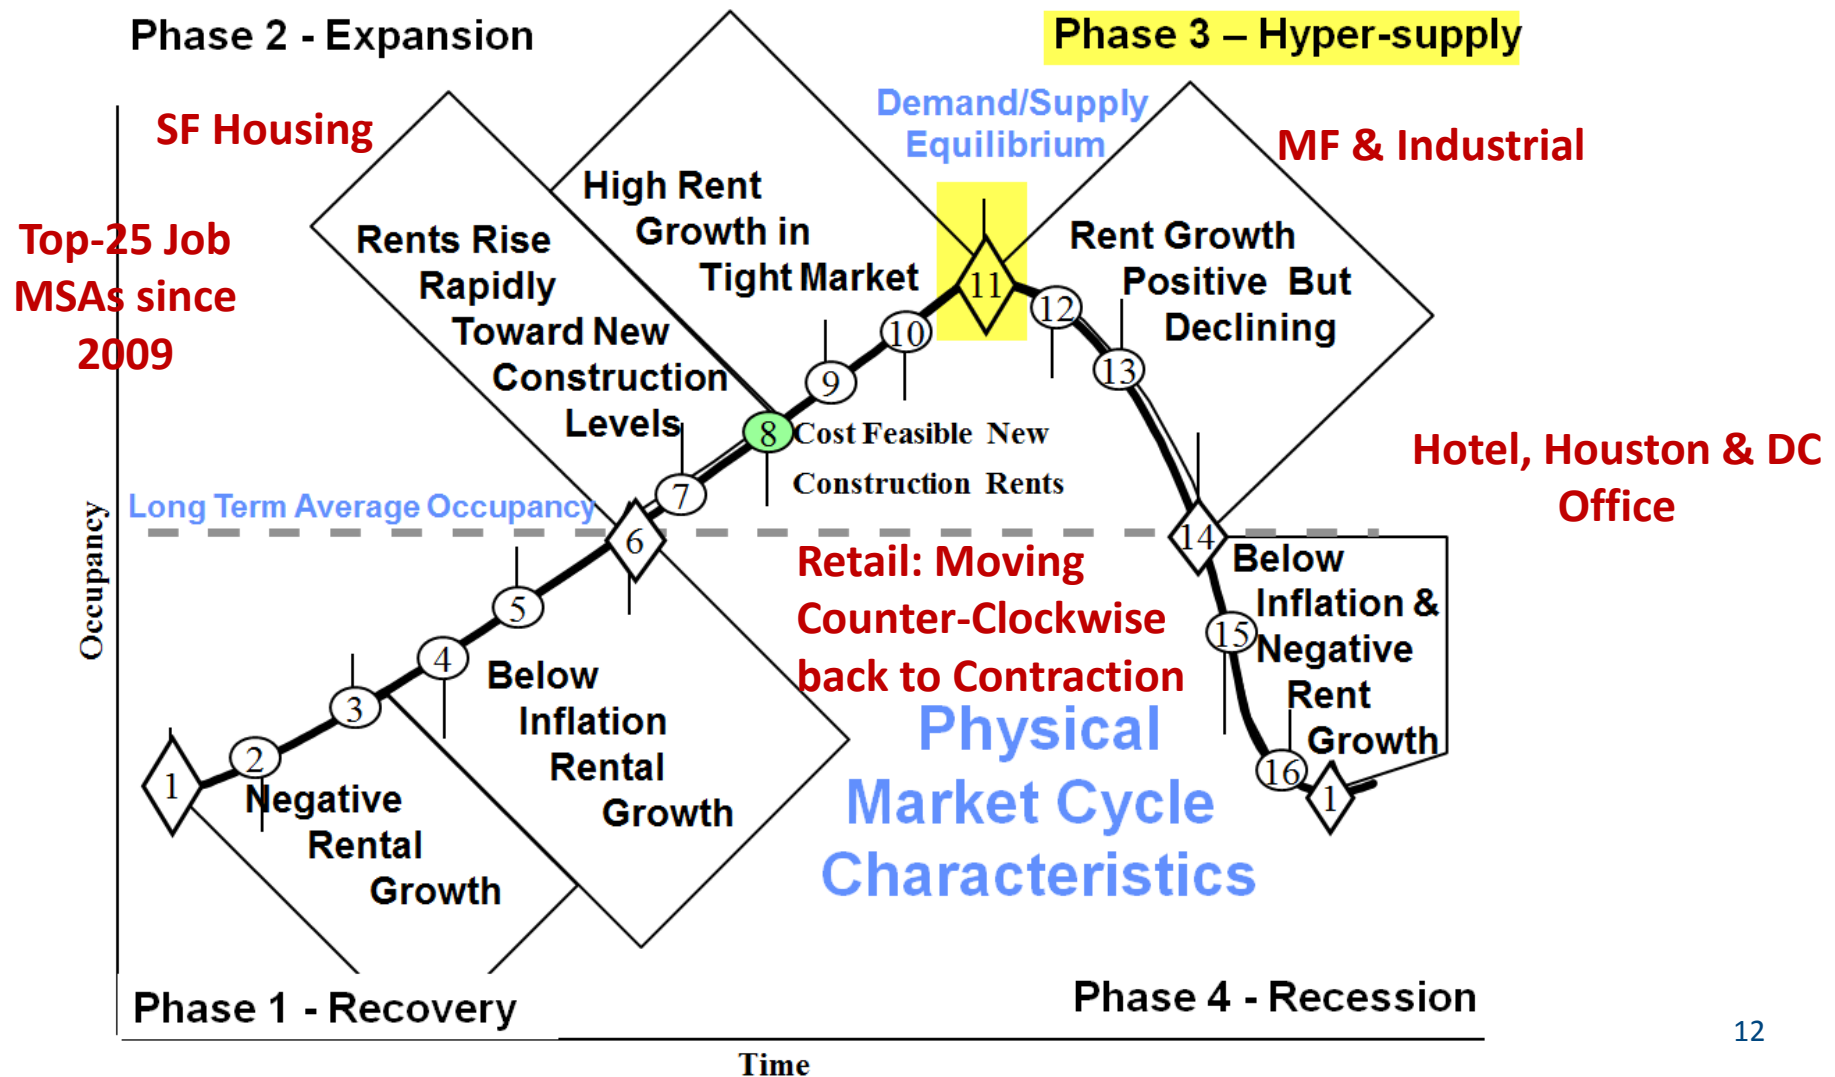 Phase 2 - Expansion
Phase 3 – Hyper-supply
SF Housing
Demand/Supply
Equilibrium
MF & Industrial
Top-25 Job
MSAs since
2009
Rents Rise
Rapidly
Toward New
Construction
Levels
High Rent
Growth in
Tight Market
Rent Growth
Positive But
Declining
11
12
10
13
9
8
Cost Feasible New
Construction Rents
7
Hotel, Houston & DC
Office
Long Term Average Occupancy
6
14
Occupancy
Retail: Moving
Counter-Clockwise
back to Contraction
Below
Inflation &
Negative
Rent
Growth
5
15
4
3
Below
Inflation
Rental
Growth
2
1
16
1
Negative
Rental
Growth
Physical
Market Cycle
Characteristics
Phase 1 - Recovery
Phase 4 - Recession
Time
12